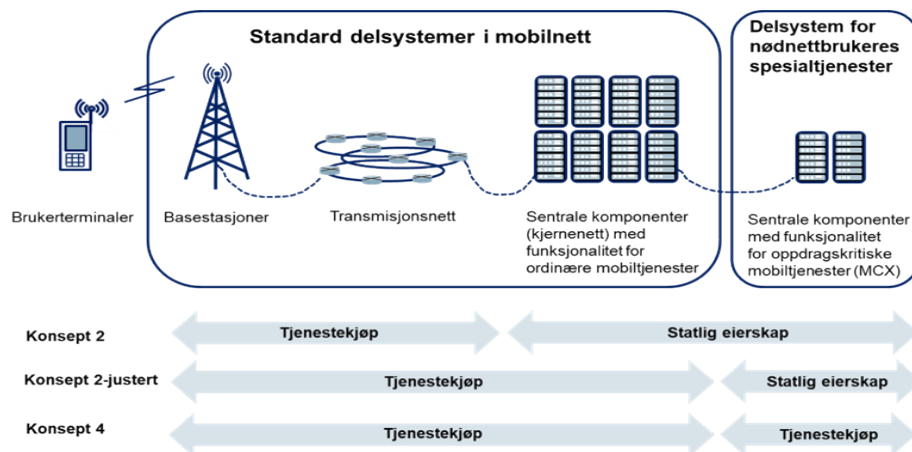 Standard delsystemer i mobilnett
Delsystem for
nødnettbrukeres
spesialtjenester
Brukerterminaler
Basestasjoner
Transmisjonsnett
Sentrale komponenter
(kjernenett) med
funksjonalitet for
ordinære mobiltjenester
Sentrale komponenter
med funksjonalitet
for oppdragskritiske
mobiltjenester (MCX)
Konsept 2
Tjenestekjøp
Statlig eierskap
Konsept 2-justert
Tjenestekjøp
Statlig eierskap
Konsept 4
Tjenestekjøp
Tjenestekjøp